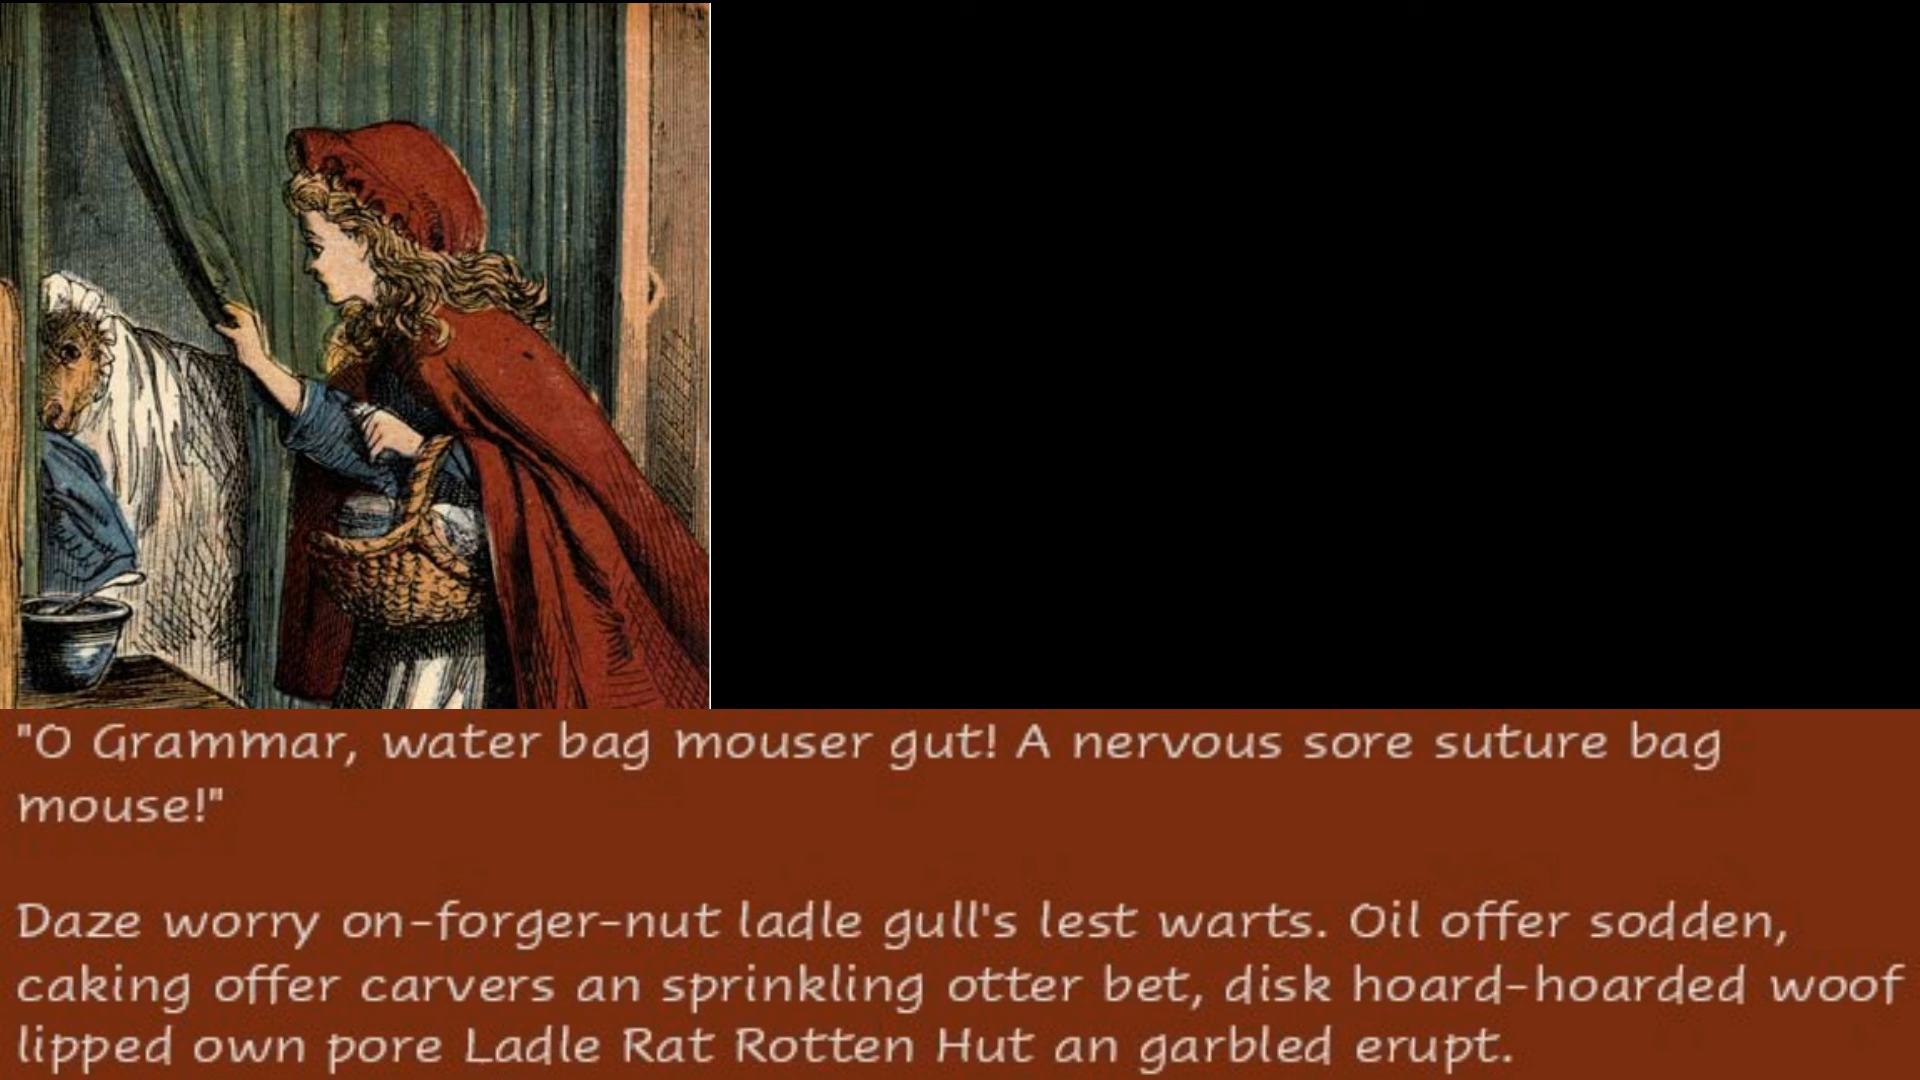 "O Grammar, water bag mouser gut! A nervous sore suture bag
mouse!"
Daze worry on-forger-nut ladle gull's lest warts. Oil offer sodden,
caking offer carvers an sprinkling otter bet, disk hoard-hoarded woof
lipped own pore Ladle Rat Rotten Hut an garbled erupt.